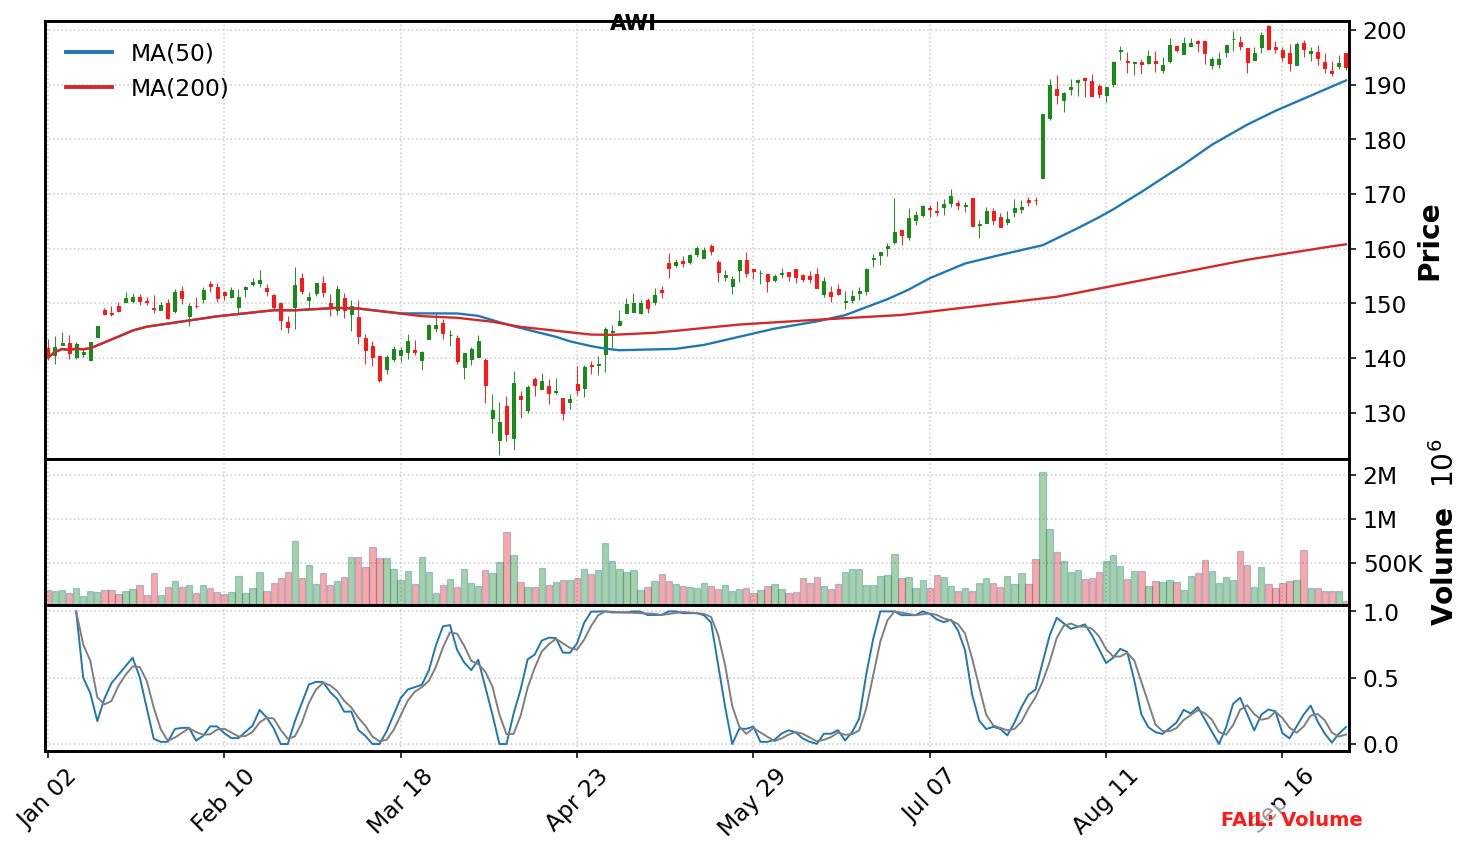 AWI
MA(50)
MA(200)
200
190
180
170
160
150
140
130
Price
2M
1M
500K
Volume 10^6
1.0
0.5
0.0
Jan 02
Feb 10
Mar 18
Apr 23
May 29
Jul 07
Aug 11
Sep 16
FAIL: Volume